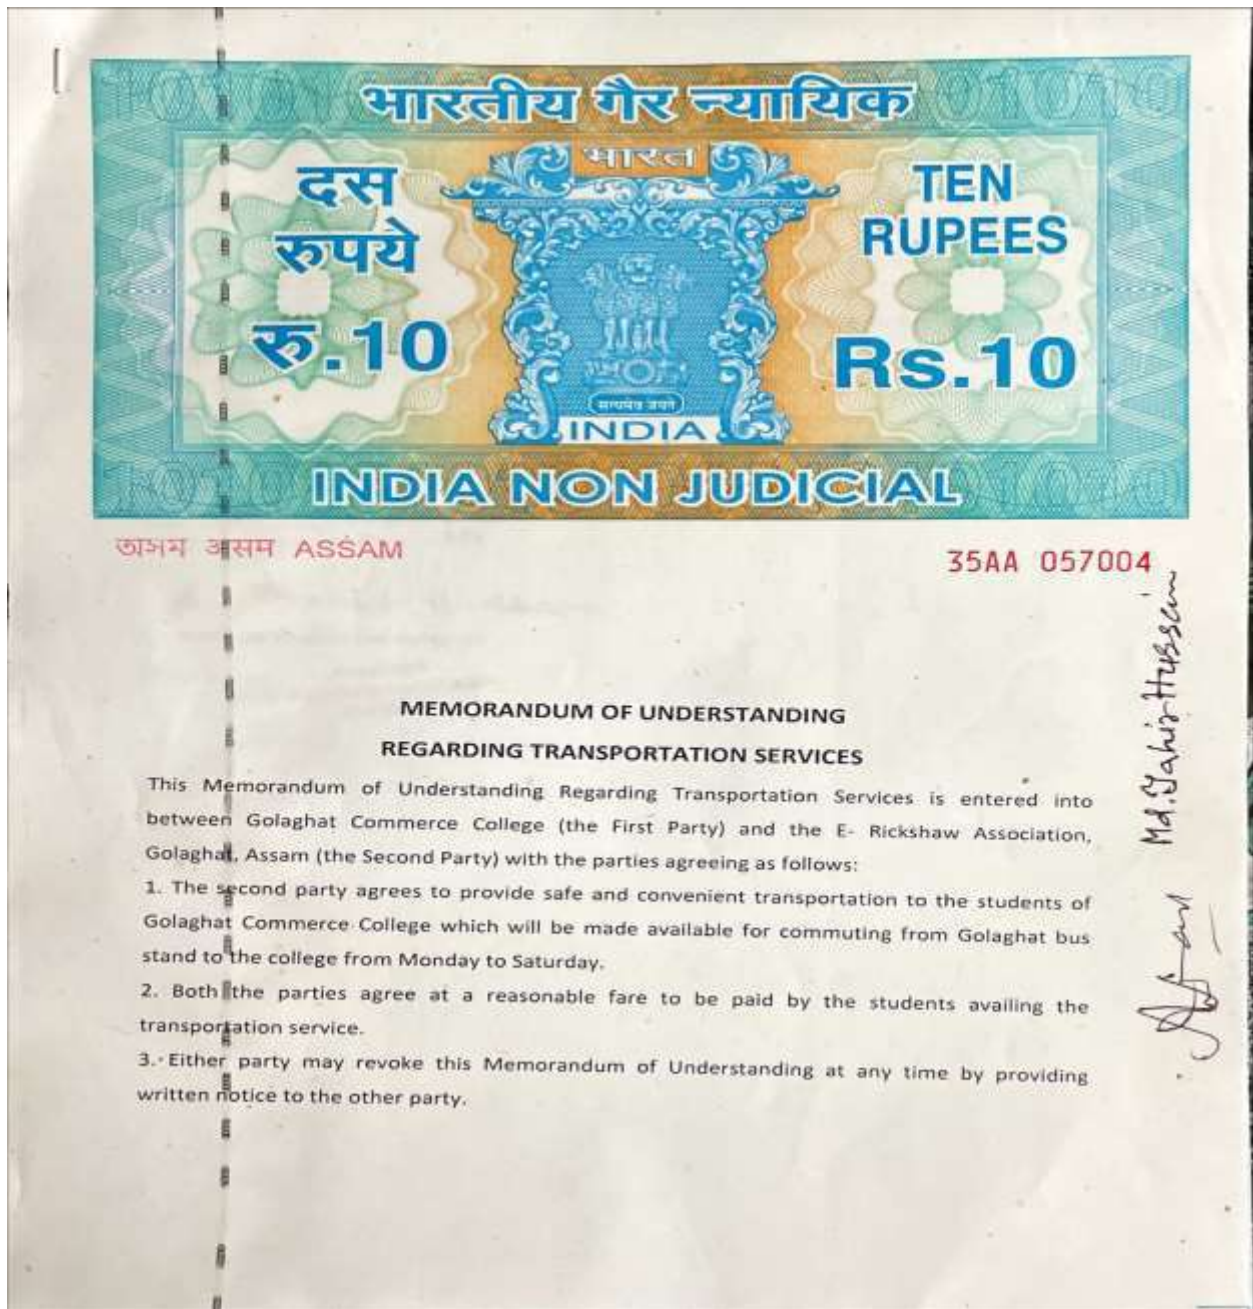 भारतीय गैर न्यायिक
भारत
दस
रुपये
रु.10
TEN
RUPEES
Rs.10
सत्यमेव जयते
INDIA
INDIA NON JUDICIAL
অসম असम ASSAM
35AA 057004
MEMORANDUM OF UNDERSTANDING
REGARDING TRANSPORTATION SERVICES
This Memorandum of Understanding Regarding Transportation Services is entered into
between Golaghat Commerce College (the First Party) and the E- Rickshaw Association,
Golaghat, Assam (the Second Party) with the parties agreeing as follows:
1. The second party agrees to provide safe and convenient transportation to the students of
Golaghat Commerce College which will be made available for commuting from Golaghat bus
stand to the college from Monday to Saturday.
2. Both the parties agree at a reasonable fare to be paid by the students availing the
transportation service.
3. Either party may revoke this Memorandum of Understanding at any time by providing
written notice to the other party.
Md. Tahir Hussain